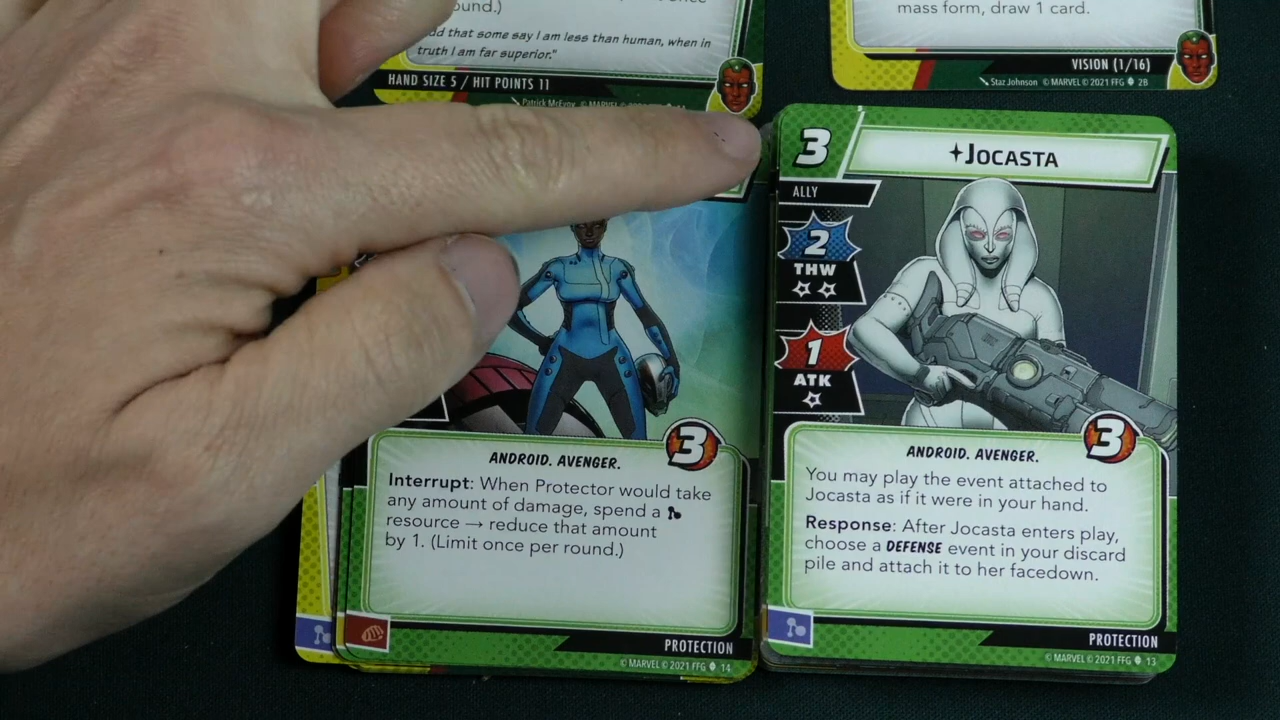 ound.)
truth I am far superior."
dd that some say I am less than human, when in
HAND SIZE 5 / HIT POINTS 11
Patrick McEvoy © MARVEL © 2021
mass form, draw 1 card.
VISION (1/16)
Staz Johnson © MARVEL © 2021 FFG 2B
3
ANDROID. AVENGER.
Interrupt: When Protector would take
any amount of damage, spend a
resource → reduce that amount
by 1. (Limit once per round.)
PROTECTION
© MARVEL © 2021 FFG 14
3
JOCASTA
ALLY
2
THW
1
ATK
3
ANDROID. AVENGER.
You may play the event attached to
Jocasta as if it were in your hand.
Response: After Jocasta enters play,
choose a DEFENSE event in your discard
pile and attach it to her facedown.
PROTECTION
© MARVEL © 2021 FFG 13